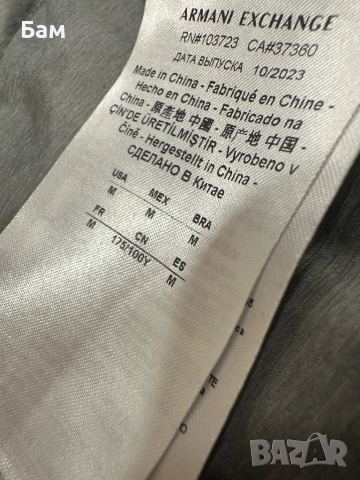 Бам
ARMANI EXCHANGE
RN#103723 CA#37360
ДАТА ВЫПУСКА 10/2023
Made in China - Fabriqué en Chine -
Hecho en China - Fabricado na
China - 原產地 中國 - 原产地 中国 -
ÇIN'DE ÜRETİLMİŞTİR - Vyrobeno v
Číně - Hergestellt in China -
СДЕЛАНО В Китае
USA MEX BRA
M M M
FR CN ES
M 175/100Y M
BAZAR